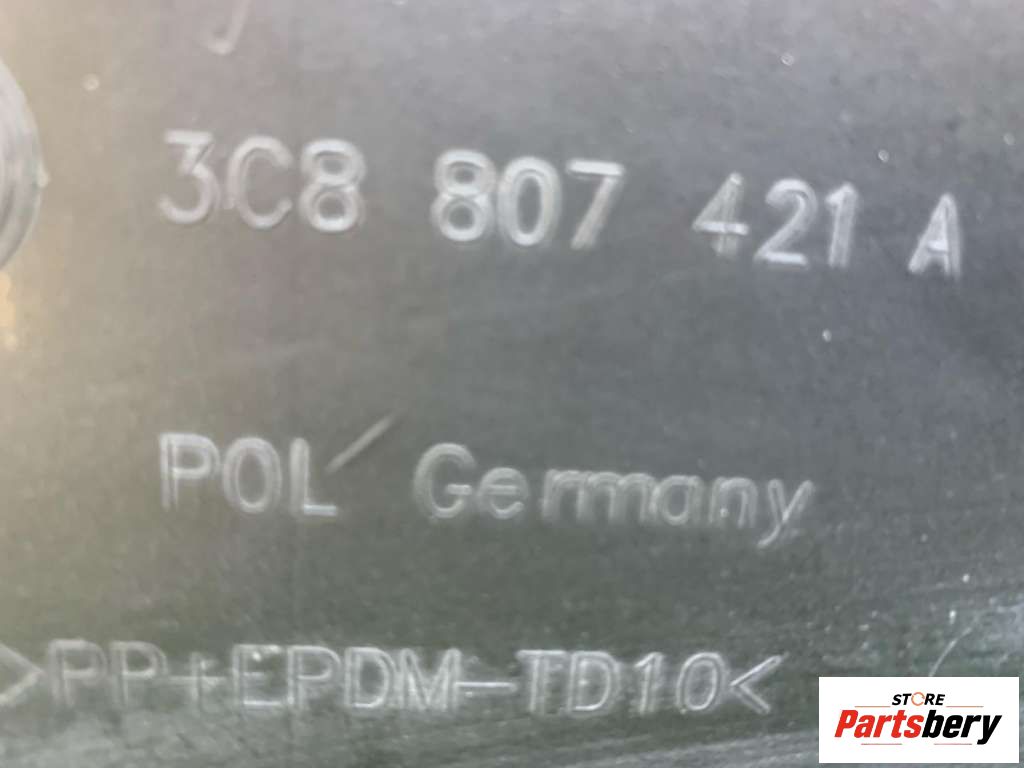 3C8 807 421 A
POL Germany
>PP+EPDM-TD10<
STORE
Partsbery